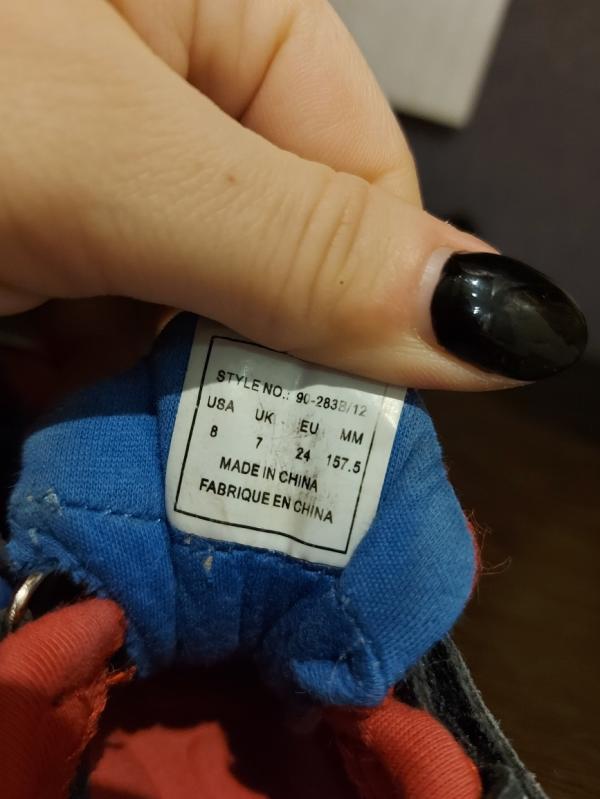 STYLE NO.: 90-283B/12
USA UK EU MM
8 7 24 157.5
MADE IN CHINA
FABRIQUE EN CHINA